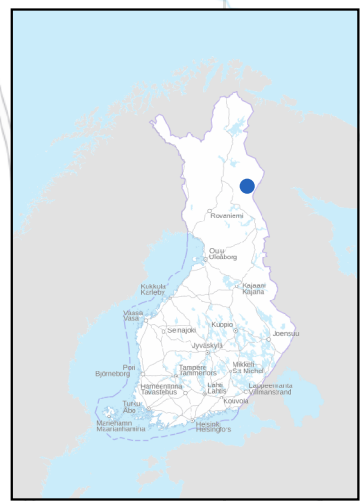 Rovaniemi
Oulu
Uleåborg
Kajaani
Kajana
Kokkola
Karleby
Vaasa
Vasa
Seinäjoki
Kuopio
Joensuu
Jyväskylä
Pori
Björneborg
Tampere
Tammerfors
Mikkeli
S:t Michel
Hämeenlinna
Tavastehus
Lahti
Lahtis
Lappeenranta
Villmanstrand
Kouvola
Turku
Åbo
Helsinki
Helsingfors
Mariehamn
Maarianhamina